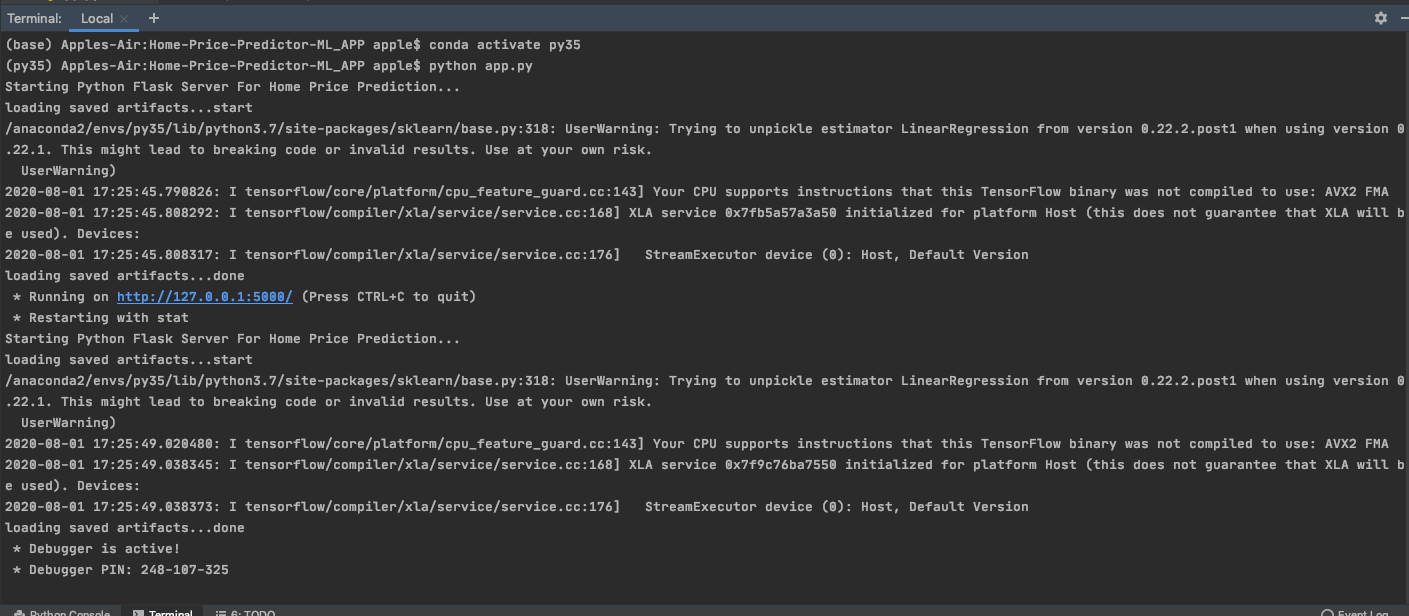 Terminal: Local × +
(base) Apples-Air:Home-Price-Predictor-ML_APP apple$ conda activate py35
(py35) Apples-Air:Home-Price-Predictor-ML_APP apple$ python app.py
Starting Python Flask Server For Home Price Prediction...
loading saved artifacts...start
/anaconda2/envs/py35/lib/python3.7/site-packages/sklearn/base.py:318: UserWarning: Trying to unpickle estimator LinearRegression from version 0.22.2.post1 when using version 0
.22.1. This might lead to breaking code or invalid results. Use at your own risk.
  UserWarning)
2020-08-01 17:25:45.790826: I tensorflow/core/platform/cpu_feature_guard.cc:143] Your CPU supports instructions that this TensorFlow binary was not compiled to use: AVX2 FMA
2020-08-01 17:25:45.808292: I tensorflow/compiler/xla/service/service.cc:168] XLA service 0x7fb5a57a3a50 initialized for platform Host (this does not guarantee that XLA will b
e used). Devices:
2020-08-01 17:25:45.808317: I tensorflow/compiler/xla/service/service.cc:176]   StreamExecutor device (0): Host, Default Version
loading saved artifacts...done
 * Running on http://127.0.0.1:5000/ (Press CTRL+C to quit)
 * Restarting with stat
Starting Python Flask Server For Home Price Prediction...
loading saved artifacts...start
/anaconda2/envs/py35/lib/python3.7/site-packages/sklearn/base.py:318: UserWarning: Trying to unpickle estimator LinearRegression from version 0.22.2.post1 when using version 0
.22.1. This might lead to breaking code or invalid results. Use at your own risk.
  UserWarning)
2020-08-01 17:25:49.020480: I tensorflow/core/platform/cpu_feature_guard.cc:143] Your CPU supports instructions that this TensorFlow binary was not compiled to use: AVX2 FMA
2020-08-01 17:25:49.038345: I tensorflow/compiler/xla/service/service.cc:168] XLA service 0x7f9c76ba7550 initialized for platform Host (this does not guarantee that XLA will b
e used). Devices:
2020-08-01 17:25:49.038373: I tensorflow/compiler/xla/service/service.cc:176]   StreamExecutor device (0): Host, Default Version
loading saved artifacts...done
 * Debugger is active!
 * Debugger PIN: 248-107-325
Python Console Terminal 6: TODO Event Log